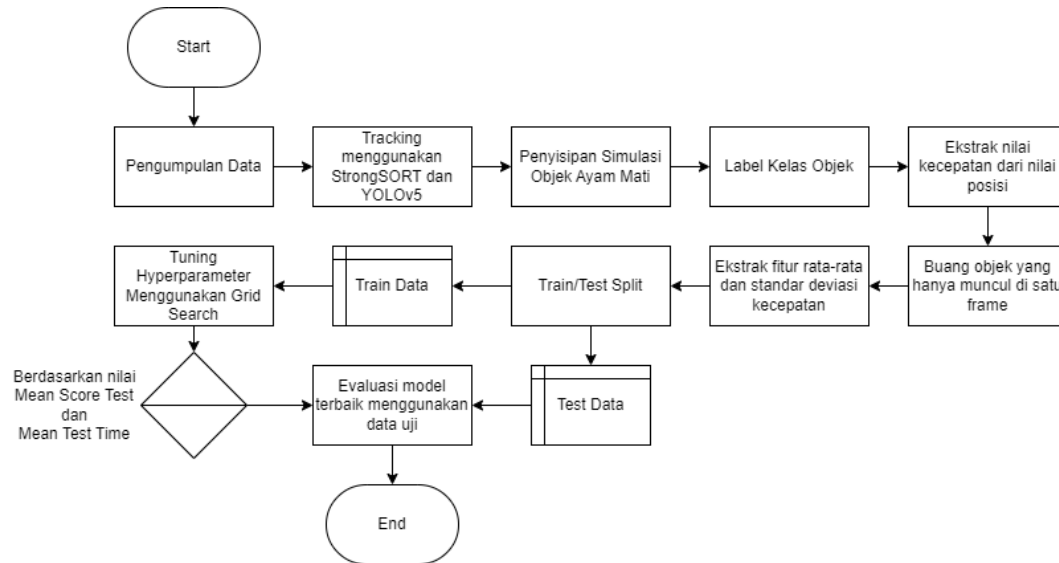 Start
Pengumpulan Data
Tracking
menggunakan
StrongSORT dan
YOLOv5
Penyisipan Simulasi
Objek Ayam Mati
Label Kelas Objek
Ekstrak nilai
kecepatan dari nilai
posisi
Buang objek yang
hanya muncul di satu
frame
Ekstrak fitur rata-rata
dan standar deviasi
kecepatan
Train/Test Split
Train Data
Tuning
Hyperparameter
Menggunakan Grid
Search
Berdasarkan nilai
Mean Score Test
dan
Mean Test Time
Evaluasi model
terbaik menggunakan
data uji
Test Data
End